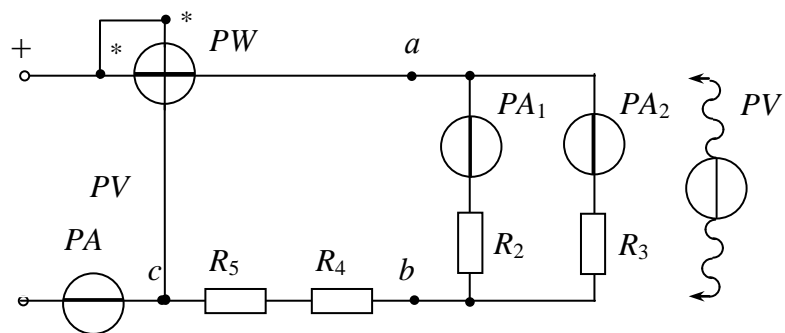 *
PW
a
+
*
PA₁
PA₂
PV
PV
PA
R₂
R₃
c
R₅
R₄
b